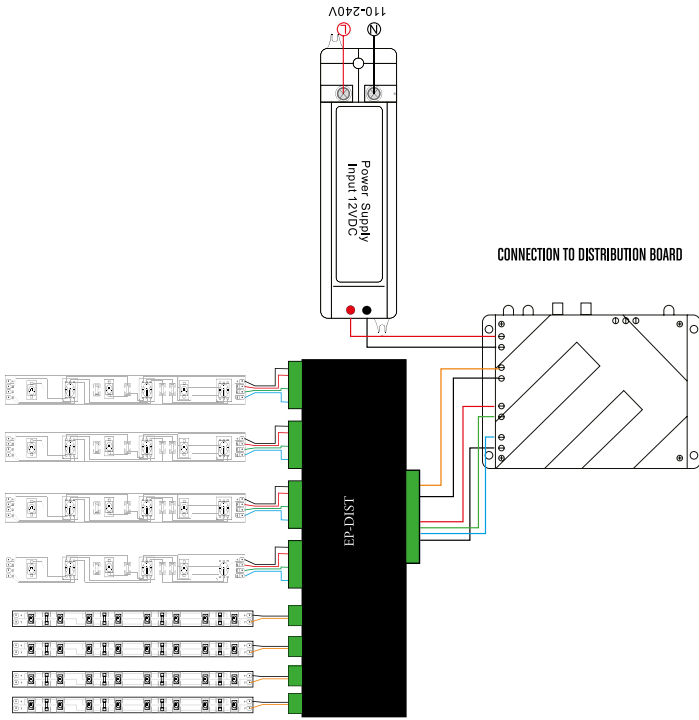 110-240V
L
N
Power Supply
Input 12VDC
CONNECTION TO DISTRIBUTION BOARD
EP-DIST